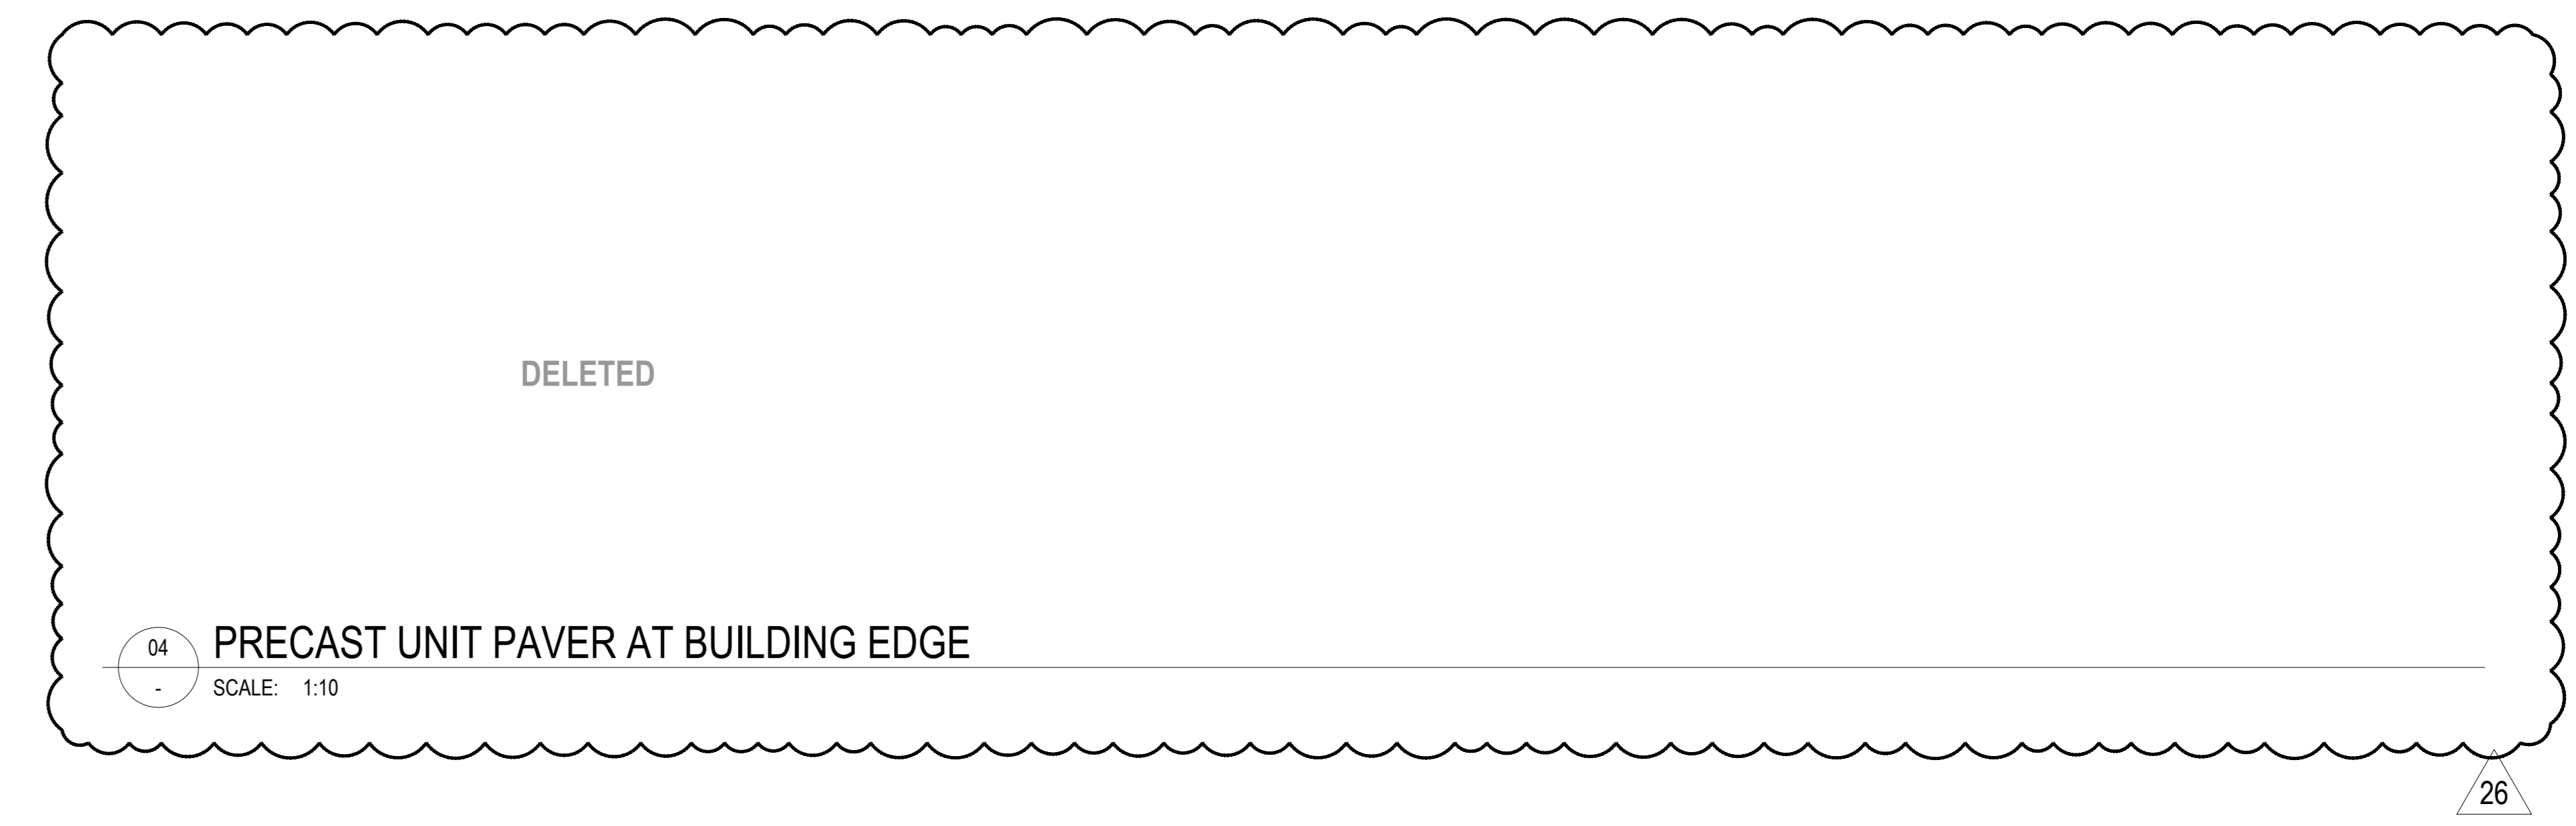 DELETED
04
PRECAST UNIT PAVER AT BUILDING EDGE
-
SCALE: 1:10
26